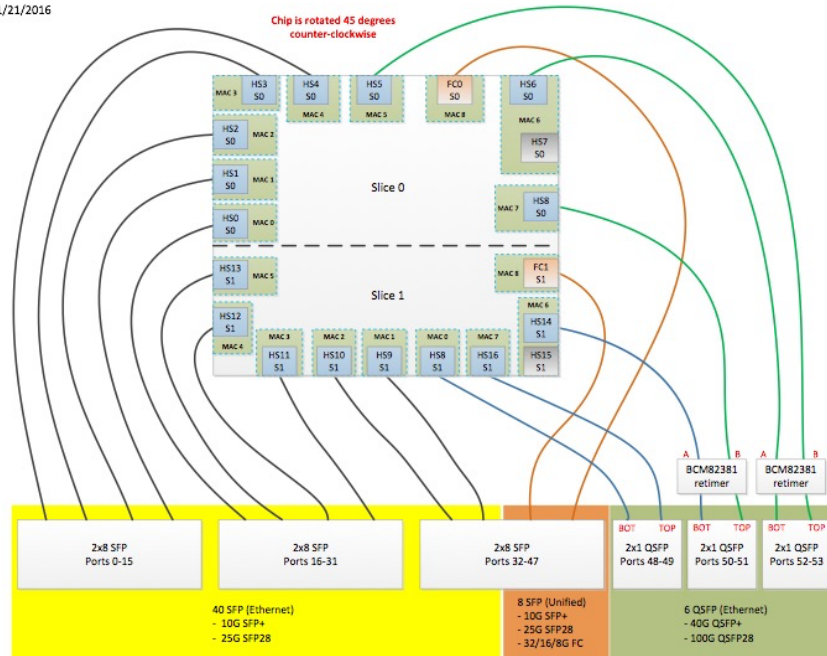 1/21/2016
Chip is rotated 45 degrees
counter-clockwise
MAC 3
HS3
S0
HS4
S0
MAC 4
HS5
S0
MAC 5
FC0
S0
MAC 8
HS6
S0
MAC 6
HS7
S0
HS2
S0
MAC 2
HS1
S0
MAC 1
HS0
S0
MAC 0
Slice 0
MAC 7
HS8
S0
HS13
S1
MAC 5
Slice 1
MAC 8
FC1
S1
HS12
S1
MAC 4
MAC 3
HS11
S1
MAC 2
HS10
S1
MAC 1
HS9
S1
MAC 0
HS8
S1
MAC 7
HS16
S1
MAC 6
HS14
S1
HS15
S1
A
B
BCM82381
retimer
A
B
BCM82381
retimer
2x8 SFP
Ports 0-15
2x8 SFP
Ports 16-31
2x8 SFP
Ports 32-47
BOT TOP
2x1 QSFP
Ports 48-49
BOT TOP
2x1 QSFP
Ports 50-51
BOT TOP
2x1 QSFP
Ports 52-53
40 SFP (Ethernet)
- 10G SFP+
- 25G SFP28
8 SFP (Unified)
- 10G SFP+
- 25G SFP28
- 32/16/8G FC
6 QSFP (Ethernet)
- 40G QSFP+
- 100G QSFP28